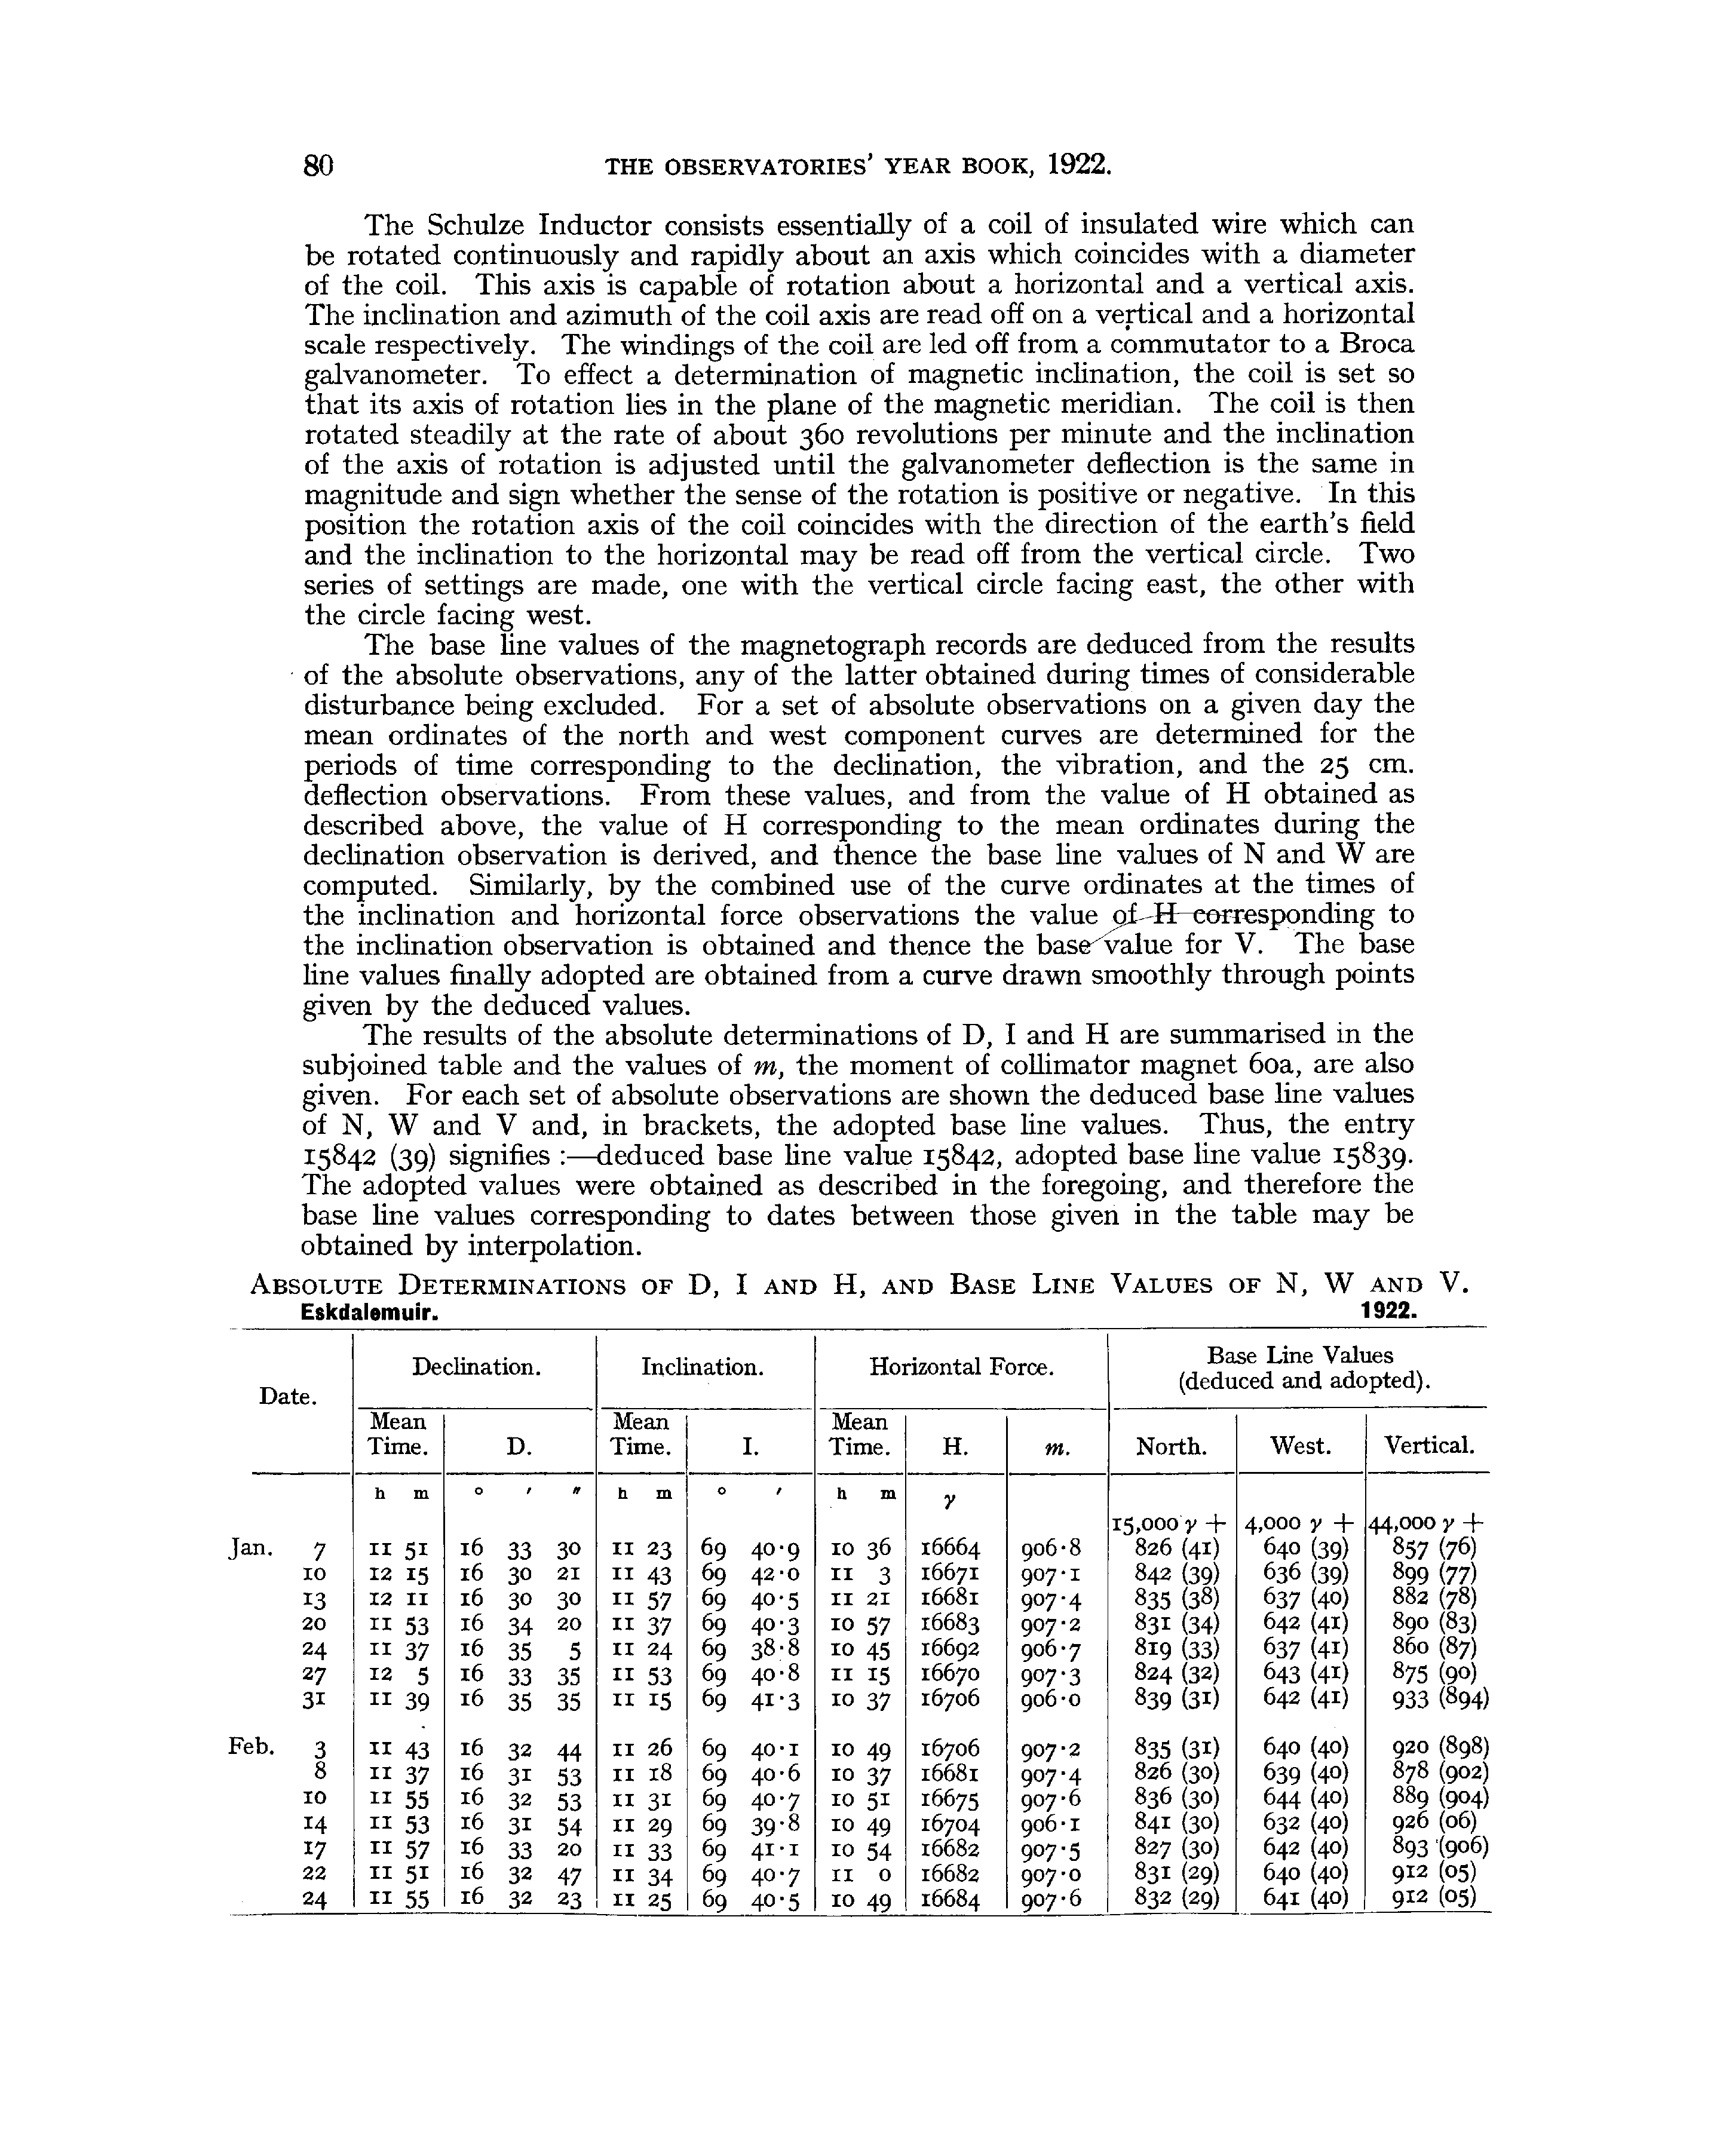 80 THE OBSERVATORIES' YEAR BOOK, 1922.
The Schulze Inductor consists essentially of a coil of insulated wire which can
be rotated continuously and rapidly about an axis which coincides with a diameter
of the coil. This axis is capable of rotation about a horizontal and a vertical axis.
The inclination and azimuth of the coil axis are read off on a vertical and a horizontal
scale respectively. The windings of the coil are led off from a commutator to a Broca
galvanometer. To effect a determination of magnetic inclination, the coil is set so
that its axis of rotation lies in the plane of the magnetic meridian. The coil is then
rotated steadily at the rate of about 360 revolutions per minute and the inclination
of the axis of rotation is adjusted until the galvanometer deflection is the same in
magnitude and sign whether the sense of the rotation is positive or negative. In this
position the rotation axis of the coil coincides with the direction of the earth's field
and the inclination to the horizontal may be read off from the vertical circle. Two
series of settings are made, one with the vertical circle facing east, the other with
the circle facing west.
The base line values of the magnetograph records are deduced from the results
of the absolute observations, any of the latter obtained during times of considerable
disturbance being excluded. For a set of absolute observations on a given day the
mean ordinates of the north and west component curves are determined for the
periods of time corresponding to the declination, the vibration, and the 25 cm.
deflection observations. From these values, and from the value of H obtained as
described above, the value of H corresponding to the mean ordinates during the
declination observation is derived, and thence the base line values of N and W are
computed. Similarly, by the combined use of the curve ordinates at the times of
the inclination and horizontal force observations the value of H corresponding to
the inclination observation is obtained and thence the base value for V. The base
line values finally adopted are obtained from a curve drawn smoothly through points
given by the deduced values.
The results of the absolute determinations of D, I and H are summarised in the
subjoined table and the values of m, the moment of collimator magnet 60a, are also
given. For each set of absolute observations are shown the deduced base line values
of N, W and V and, in brackets, the adopted base line values. Thus, the entry
15842 (39) signifies :—deduced base line value 15842, adopted base line value 15839.
The adopted values were obtained as described in the foregoing, and therefore the
base line values corresponding to dates between those given in the table may be
obtained by interpolation.
ABSOLUTE DETERMINATIONS OF D, I AND H, AND BASE LINE VALUES OF N, W AND V.
Eskdalemuir. 1922.
Date. Declination. Inclination. Horizontal Force. Base Line Values (deduced and adopted).
Mean Time. D. Mean Time. I. Mean Time. H. m. North. West. Vertical.
h m ° ′ ″ h m ° ′ h m γ
15,000 γ + 4,000 γ + 44,000 γ +
Jan. 7 11 51 16 33 30 11 23 69 40·9 10 36 16664 906·8 826 (41) 640 (39) 857 (76)
10 12 15 16 30 21 11 43 69 42·0 11 3 16671 907·1 842 (39) 636 (39) 899 (77)
13 12 11 16 30 30 11 57 69 40·5 11 21 16681 907·4 835 (38) 637 (40) 882 (78)
20 11 53 16 34 20 11 37 69 40·3 10 57 16683 907·2 831 (34) 642 (41) 890 (83)
24 11 37 16 35 5 11 24 69 38·8 10 45 16692 906·7 819 (33) 637 (41) 860 (87)
27 12 5 16 33 35 11 53 69 40·8 11 15 16670 907·3 824 (32) 643 (41) 875 (90)
31 11 39 16 35 35 11 15 69 41·3 10 37 16706 906·0 839 (31) 642 (41) 933 (894)
Feb. 3 11 43 16 32 44 11 26 69 40·1 10 49 16706 907·2 835 (31) 640 (40) 920 (898)
8 11 37 16 31 53 11 18 69 40·6 10 37 16681 907·4 826 (30) 639 (40) 878 (902)
10 11 55 16 32 53 11 31 69 40·7 10 51 16675 907·6 836 (30) 644 (40) 889 (904)
14 11 53 16 31 54 11 29 69 39·8 10 49 16704 906·1 841 (30) 632 (40) 926 (06)
17 11 57 16 33 20 11 33 69 41·1 10 54 16682 907·5 827 (30) 642 (40) 893 (906)
22 11 51 16 32 47 11 34 69 40·7 11 0 16682 907·0 831 (29) 640 (40) 912 (05)
24 11 55 16 32 23 11 25 69 40·5 10 49 16684 907·6 832 (29) 641 (40) 912 (05)